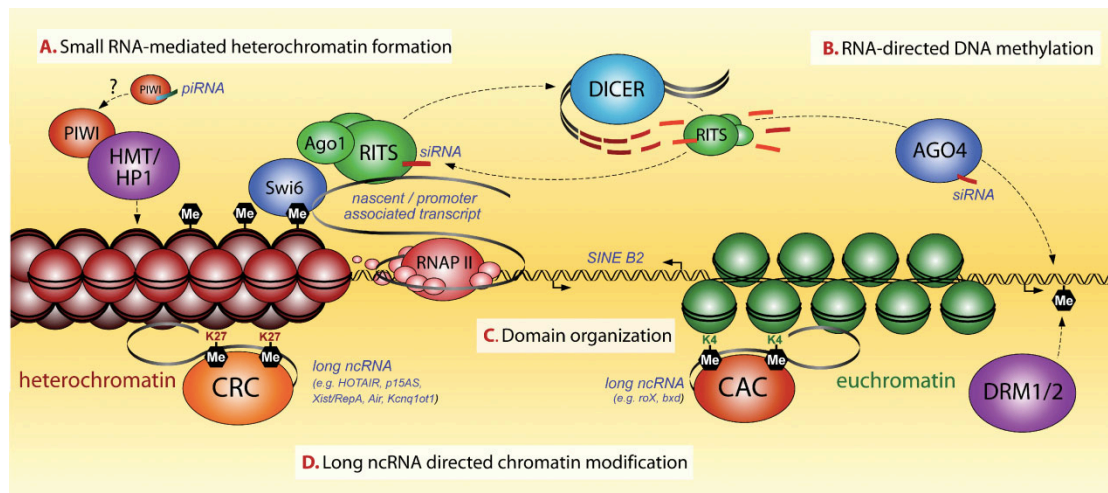 A. Small RNA-mediated heterochromatin formation
B. RNA-directed DNA methylation
?
PIWI
piRNA
PIWI
HMT/
HP1
Ago1
RITS
siRNA
Swi6
nascent / promoter
associated transcript
DICER
RITS
AGO4
siRNA
Me
Me
Me
RNAP II
SINE B2
Me
C. Domain organization
K27
K27
Me
Me
CRC
heterochromatin
long ncRNA
(e.g. HOTAIR, p15AS,
Xist/RepA, Air, Kcnq1ot1)
K4
K4
Me
Me
CAC
long ncRNA
(e.g. roX, bxd)
euchromatin
DRM1/2
D. Long ncRNA directed chromatin modification